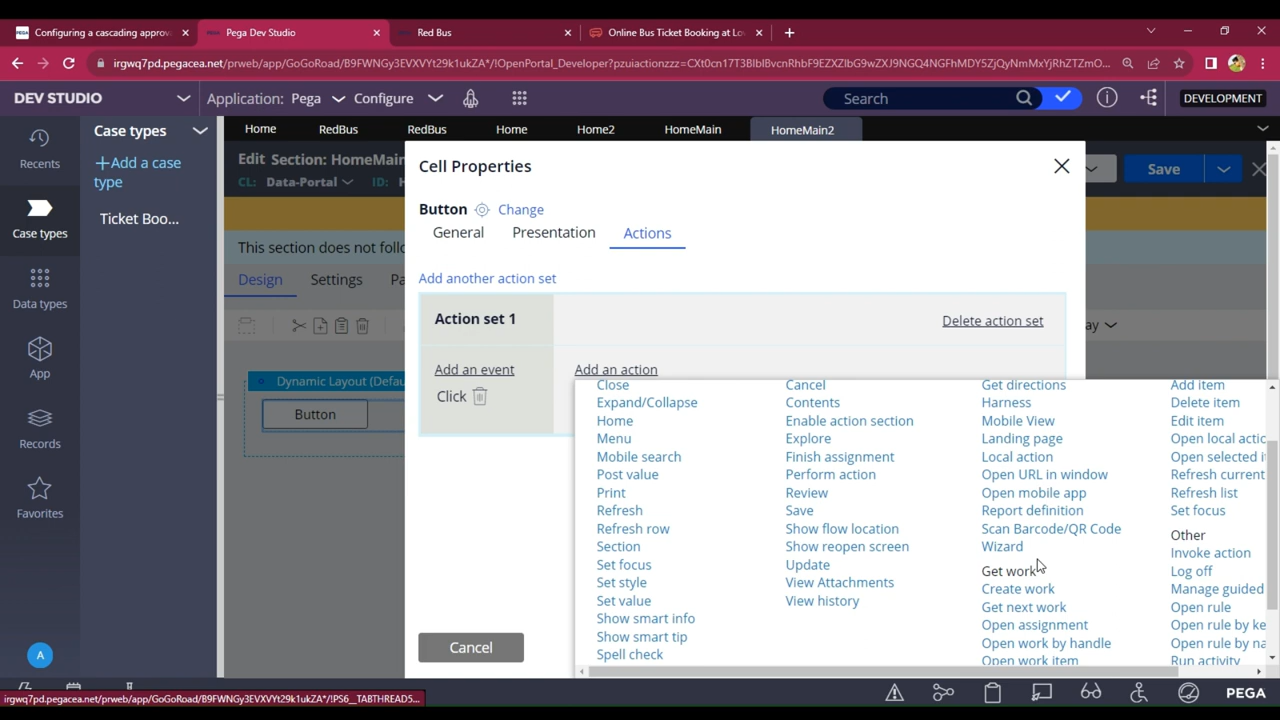 Configuring a cascading approv
Pega Dev Studio
Red Bus
Online Bus Ticket Booking at Lo
irgwq7pd.pegacea.net/prweb/app/GoGoRoad/B9FWNGy3EVXVYt29k1ukZA*/!OpenPortal_Developer?pzuiactionzzz=CXt0cn17T3BlblBvcnRhbF9EZXZlbG9wZXJ9NGQ4NGFhMDY5ZjQyNmMxYjRhZTZmO...
DEV STUDIO
Application: Pega
Configure
Search
DEVELOPMENT
Recents
Case types
Data types
App
Records
Favorites
A
Case types
+Add a case
type
Ticket Boo...
Home
RedBus
RedBus
Home
Home2
HomeMain
HomeMain2
Edit Section: HomeMain
CL: Data-Portal
ID: H
Save
This section does not follo
Design
Settings
Pa
ay
Dynamic Layout (Defau
Button
Cell Properties
Button
Change
General
Presentation
Actions
Add another action set
Action set 1
Delete action set
Add an event
Add an action
Click
Cancel
Close
Expand/Collapse
Home
Menu
Mobile search
Post value
Print
Refresh
Refresh row
Section
Set focus
Set style
Set value
Show smart info
Show smart tip
Spell check
Cancel
Contents
Enable action section
Explore
Finish assignment
Perform action
Review
Save
Show flow location
Show reopen screen
Update
View Attachments
View history
Get directions
Harness
Mobile View
Landing page
Local action
Open URL in window
Open mobile app
Report definition
Scan Barcode/QR Code
Wizard
Get work
Create work
Get next work
Open assignment
Open work by handle
Open work item
Add item
Delete item
Edit item
Open local actic
Open selected i
Refresh current
Refresh list
Set focus
Other
Invoke action
Log off
Manage guided
Open rule
Open rule by ke
Open rule by na
Run activity
irgwq7pd.pegacea.net/prweb/app/GoGoRoad/B9FWNGy3EVXVYt29k1ukZA*/!PS6__TABTHREAD5...
PEGA